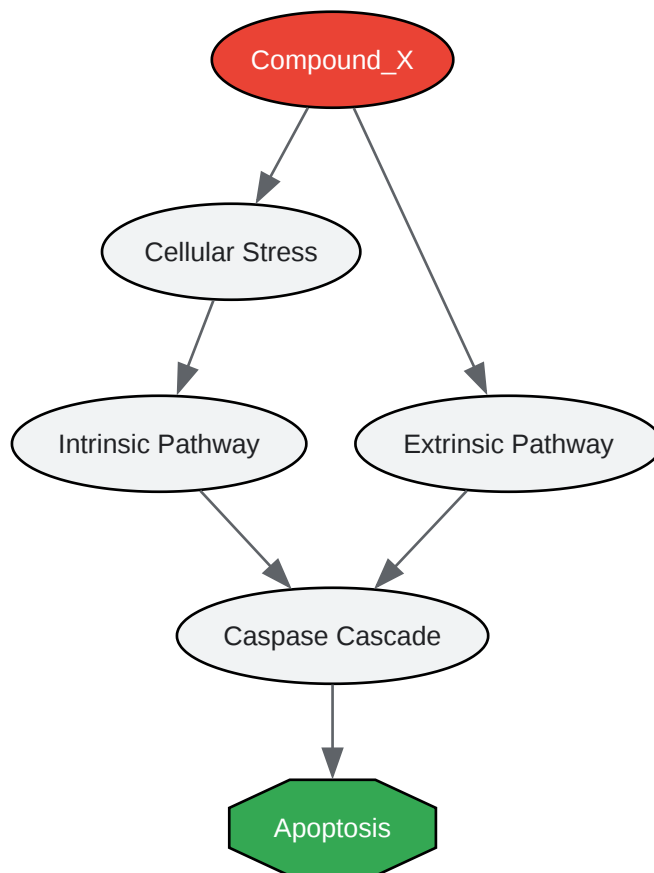 Compound_X
Cellular Stress
Intrinsic Pathway
Extrinsic Pathway
Caspase Cascade
Apoptosis